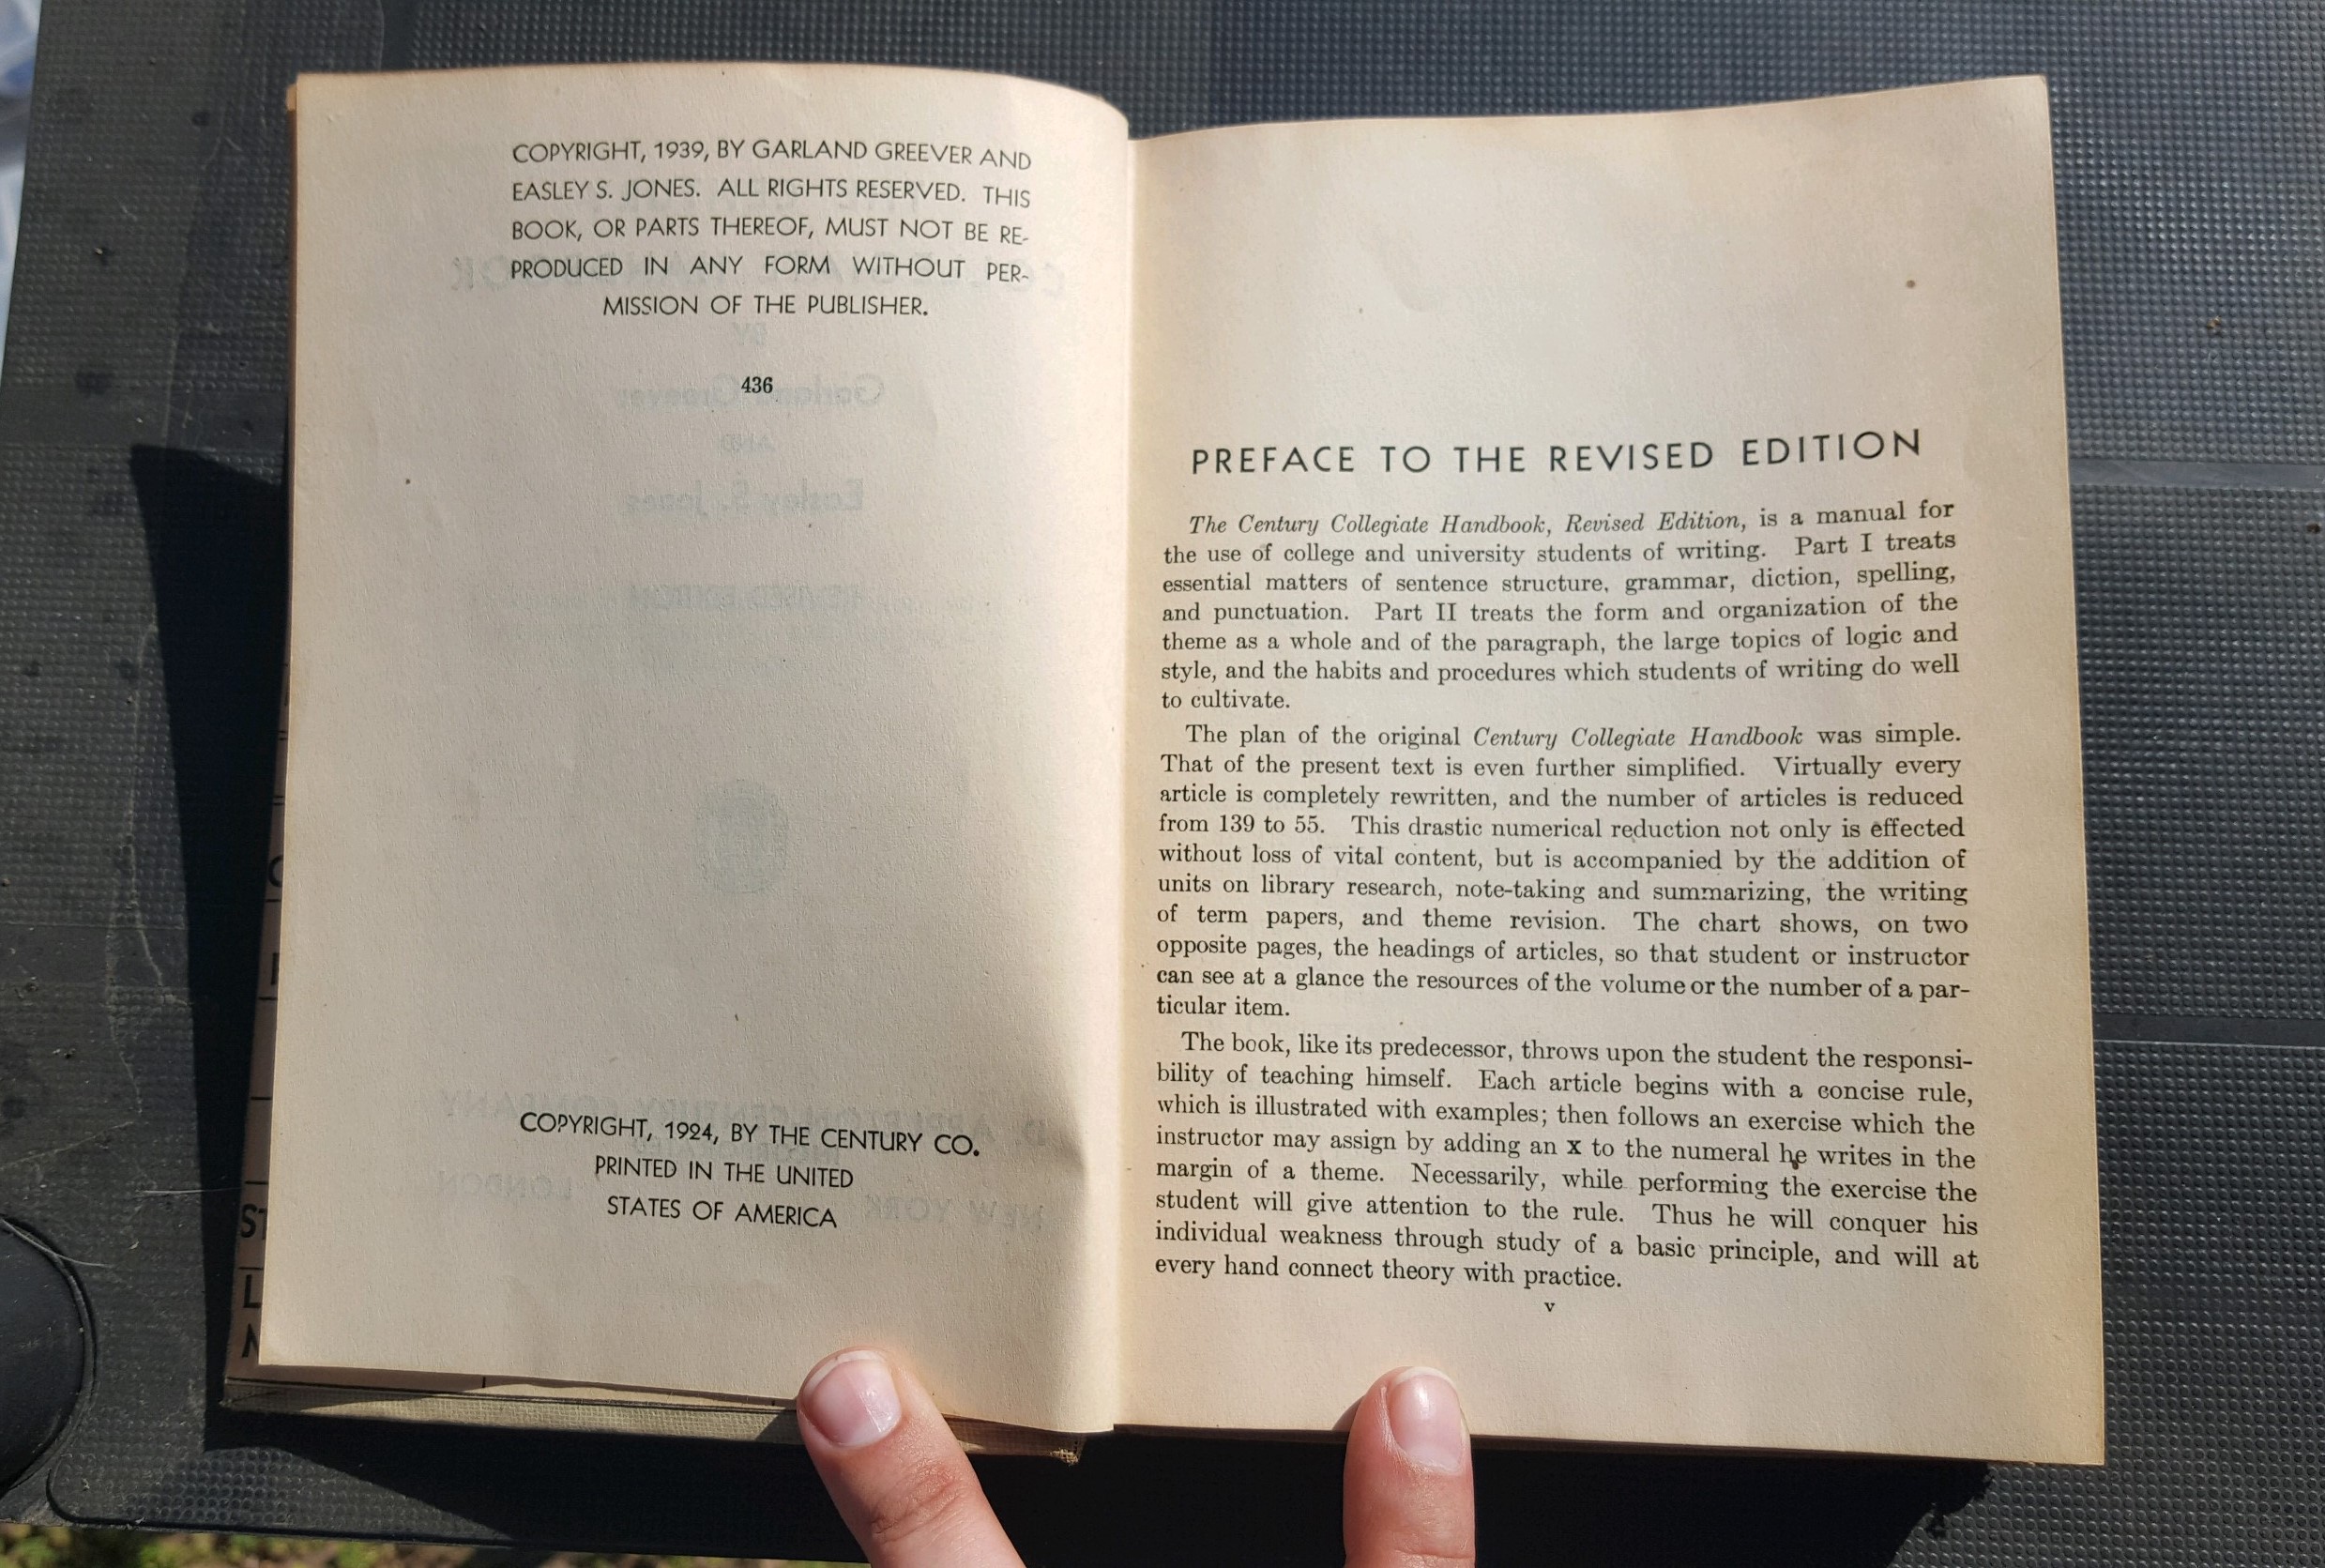 COPYRIGHT, 1939, BY GARLAND GREEVER AND
EASLEY S. JONES. ALL RIGHTS RESERVED. THIS
BOOK, OR PARTS THEREOF, MUST NOT BE RE-
PRODUCED IN ANY FORM WITHOUT PER-
MISSION OF THE PUBLISHER.
436
COPYRIGHT, 1924, BY THE CENTURY CO.
PRINTED IN THE UNITED
STATES OF AMERICA
PREFACE TO THE REVISED EDITION
The Century Collegiate Handbook, Revised Edition, is a manual for
the use of college and university students of writing. Part I treats
essential matters of sentence structure, grammar, diction, spelling,
and punctuation. Part II treats the form and organization of the
theme as a whole and of the paragraph, the large topics of logic and
style, and the habits and procedures which students of writing do well
to cultivate.
The plan of the original Century Collegiate Handbook was simple.
That of the present text is even further simplified. Virtually every
article is completely rewritten, and the number of articles is reduced
from 139 to 55. This drastic numerical reduction not only is effected
without loss of vital content, but is accompanied by the addition of
units on library research, note-taking and summarizing, the writing
of term papers, and theme revision. The chart shows, on two
opposite pages, the headings of articles, so that student or instructor
can see at a glance the resources of the volume or the number of a par-
ticular item.
The book, like its predecessor, throws upon the student the responsi-
bility of teaching himself. Each article begins with a concise rule,
which is illustrated with examples; then follows an exercise which the
instructor may assign by adding an x to the numeral he writes in the
margin of a theme. Necessarily, while performing the exercise the
student will give attention to the rule. Thus he will conquer his
individual weakness through study of a basic principle, and will at
every hand connect theory with practice.
v